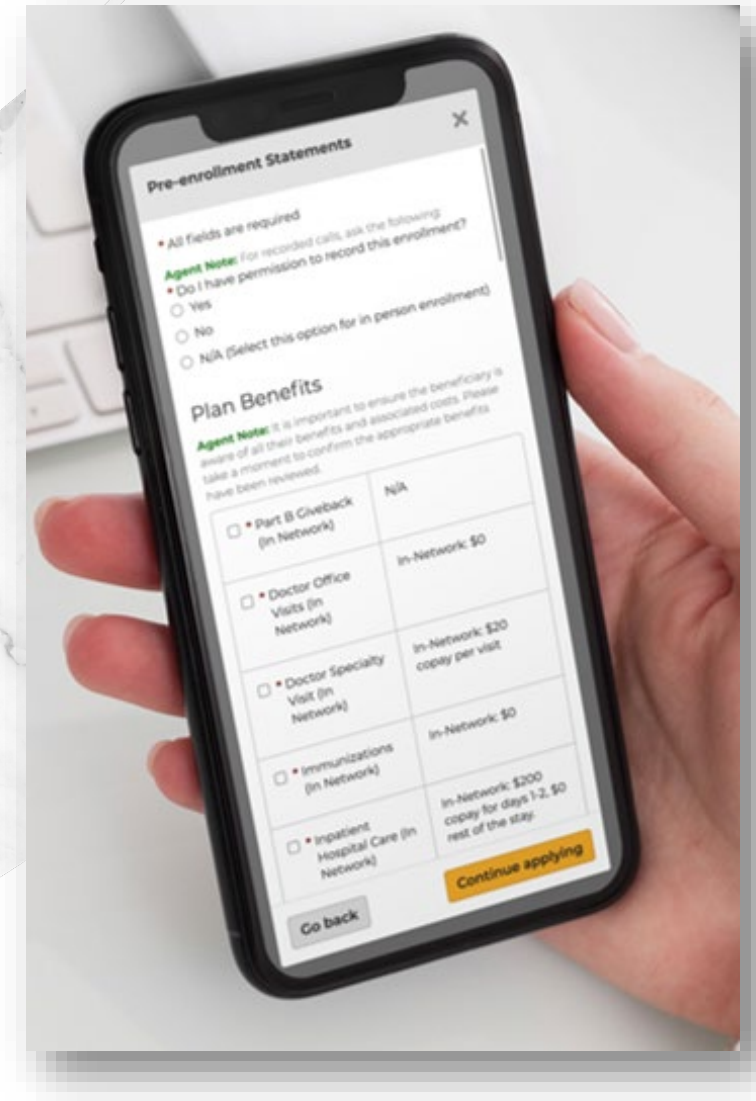 Pre-enrollment Statements
×
* All fields are required
Agent Note: For recorded calls, ask the following:
* Do I have permission to record this enrollment?
Yes
No
N/A (Select this option for in person enrollment)
Plan Benefits
Agent Note: It is important to ensure the beneficiary is
aware of all their benefits and associated costs. Please
take a moment to confirm the appropriate benefits
have been reviewed.
* Part B Giveback
(In Network)
N/A
* Doctor Office
Visits (In
Network)
In-Network: $0
* Doctor Specialty
Visit (In
Network)
In-Network: $20
copay per visit
* Immunizations
(In Network)
In-Network: $0
* Inpatient
Hospital Care (In
Network)
In-Network: $200
copay for days 1-2, $0
rest of the stay.
Go back
Continue applying